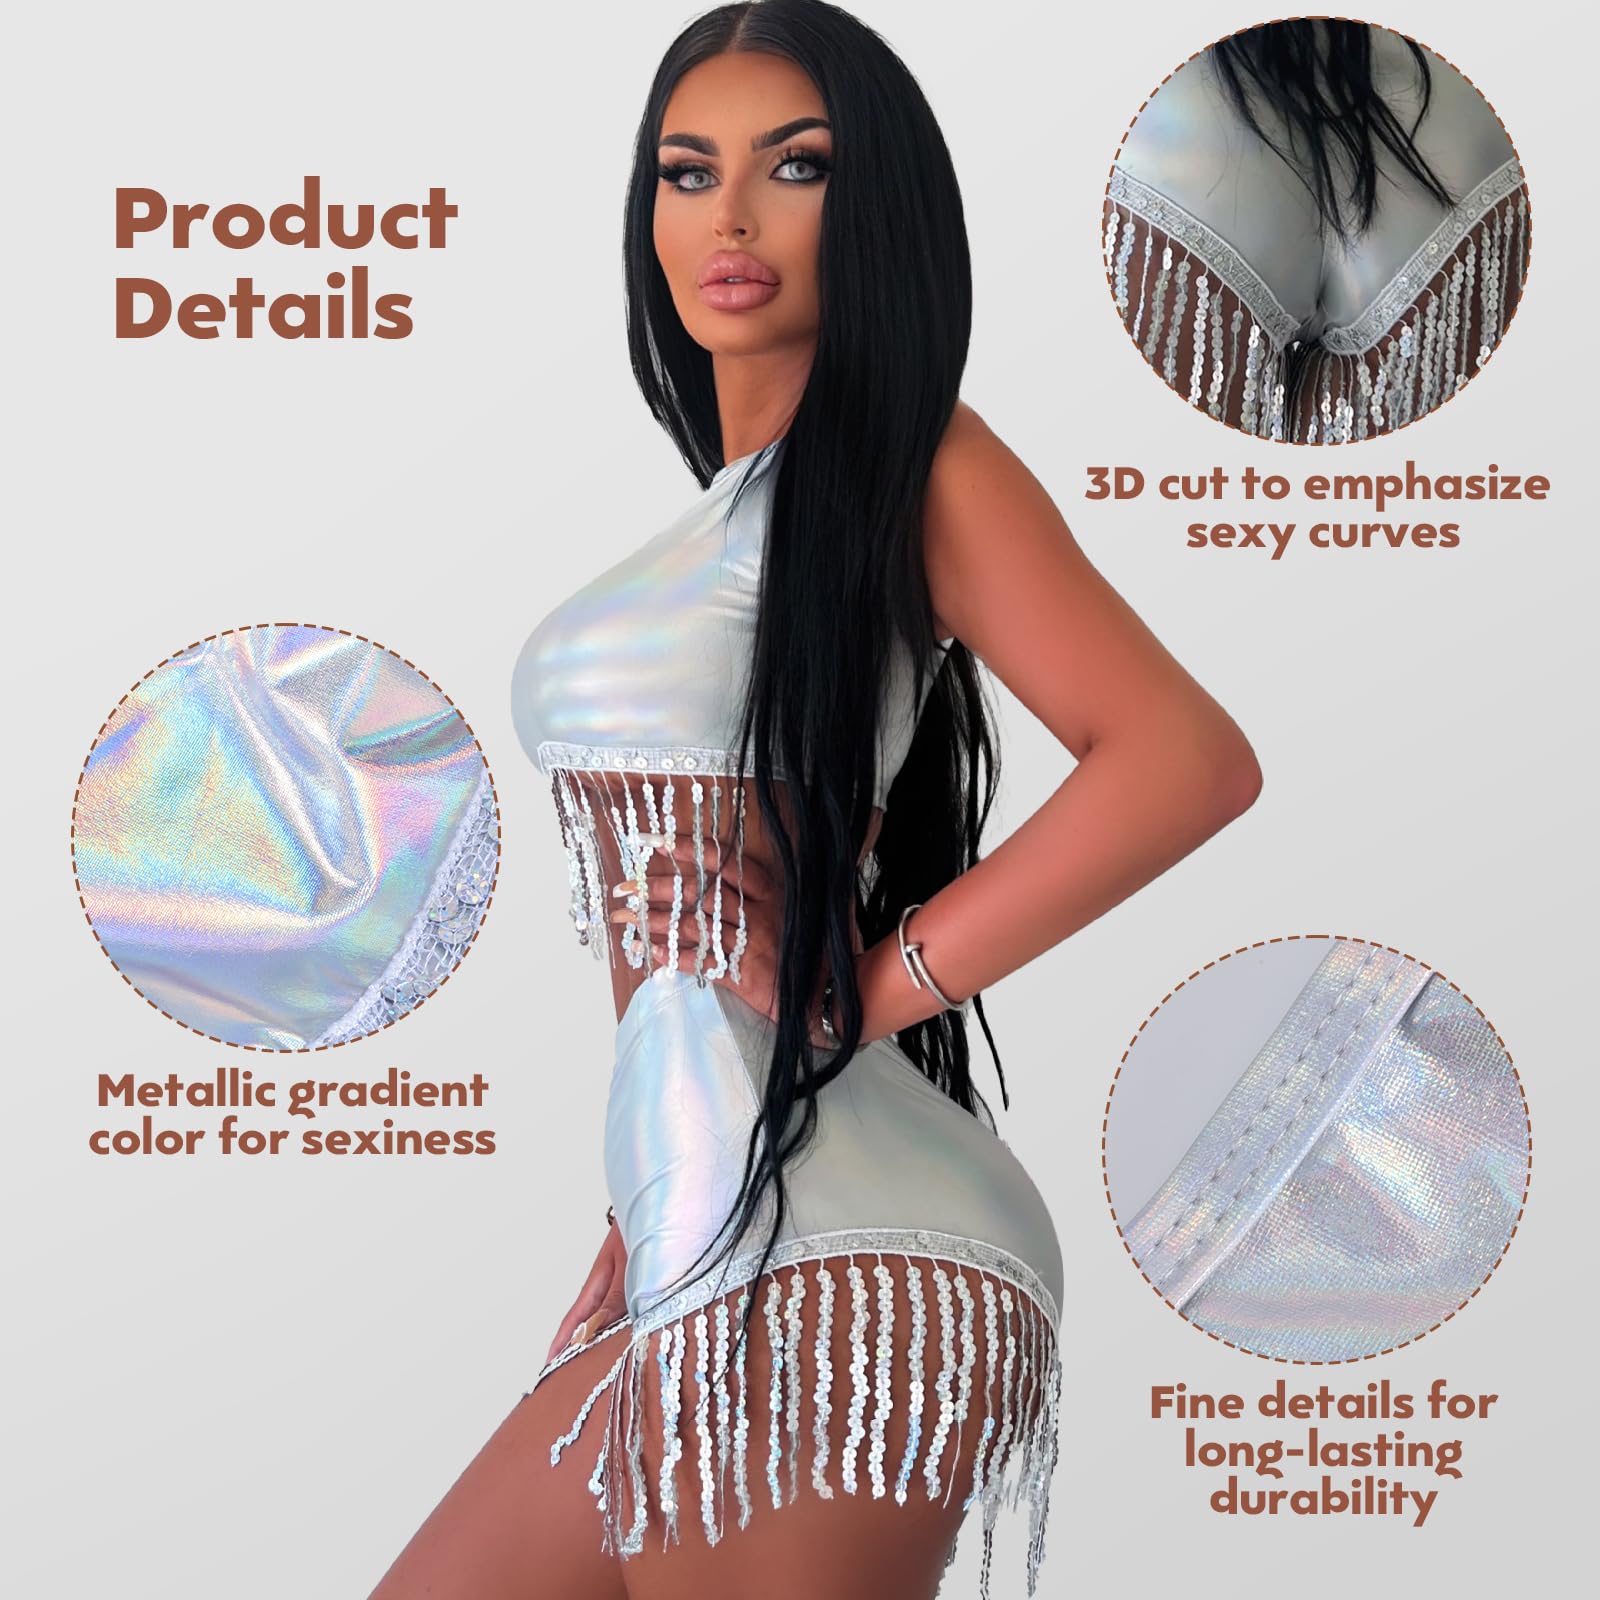 Product
Details
3D cut to emphasize
sexy curves
Metallic gradient
color for sexiness
Fine details for
long-lasting
durability